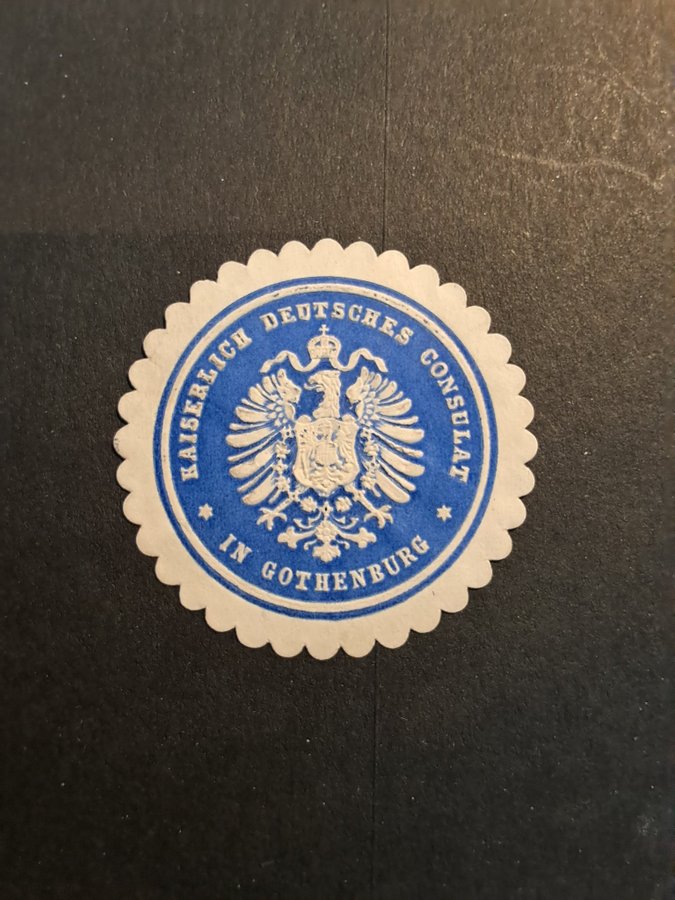 KAISERLICH DEUTSCHES CONSULAT
IN GOTHENBURG